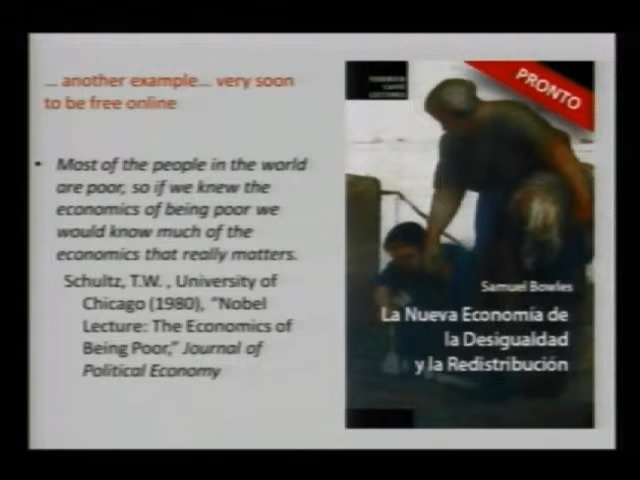 ... another example... very soon
to be free online
• Most of the people in the world
are poor, so if we knew the
economics of being poor we
would know much of the
economics that really matters.
Schultz, T.W. , University of
Chicago (1980), “Nobel
Lecture: The Economics of
Being Poor,” Journal of
Political Economy
FEDERICO
CAFFÈ
LECTURES
PRONTO
Samuel Bowles
La Nueva Economía de
la Desigualdad
y la Redistribución